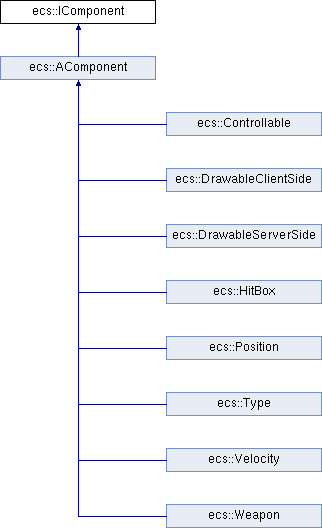 ecs::IComponent
ecs::AComponent
ecs::Controllable
ecs::DrawableClientSide
ecs::DrawableServerSide
ecs::HitBox
ecs::Position
ecs::Type
ecs::Velocity
ecs::Weapon